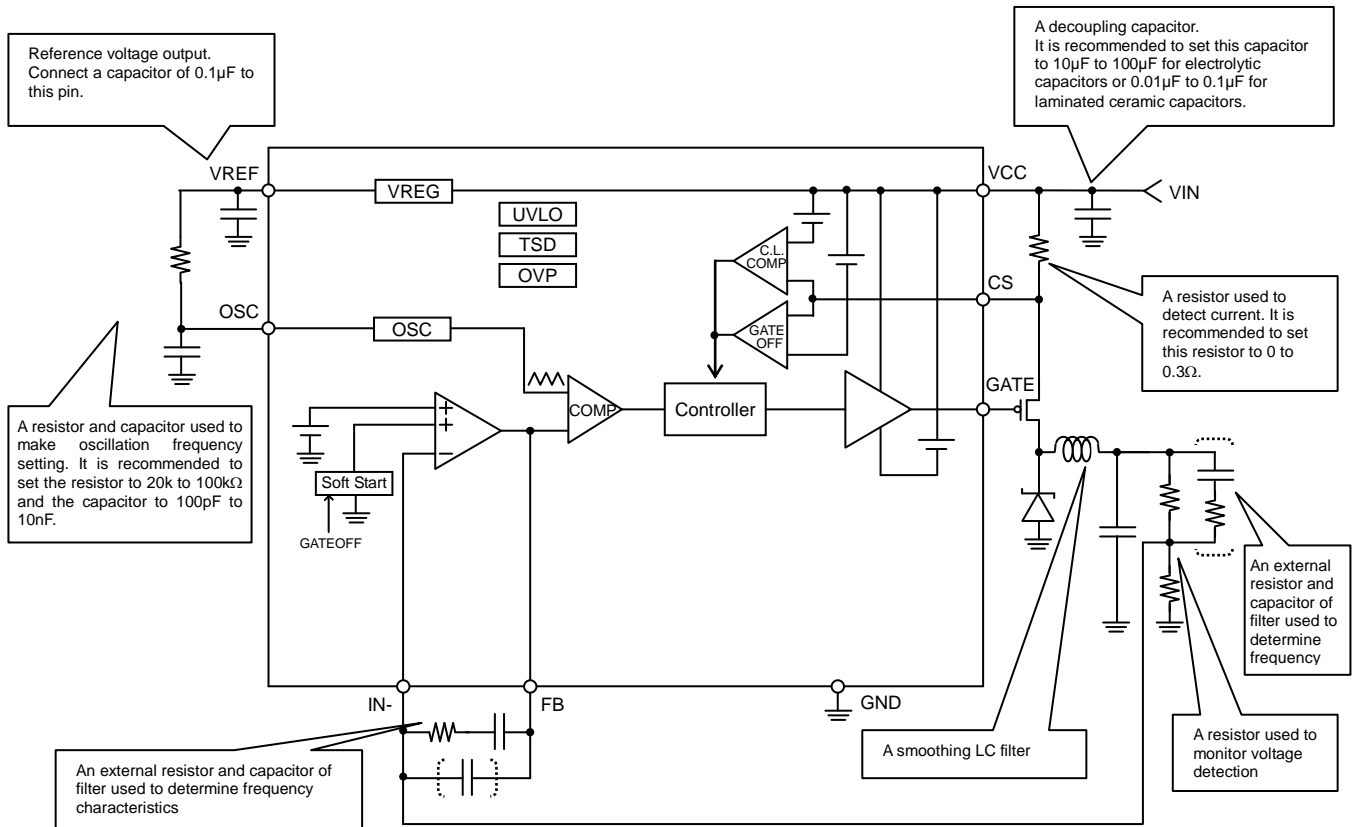 Reference voltage output.
Connect a capacitor of 0.1µF to
this pin.
A decoupling capacitor.
It is recommended to set this capacitor
to 10µF to 100µF for electrolytic
capacitors or 0.01µF to 0.1µF for
laminated ceramic capacitors.
VREF
VREG
VCC
VIN
UVLO
TSD
OVP
C.L.
COMP
CS
A resistor used to
detect current. It is
recommended to set
this resistor to 0 to
0.3Ω.
OSC
OSC
GATE
OFF
GATE
A resistor and capacitor used to
make oscillation frequency
setting. It is recommended to
set the resistor to 20k to 100kΩ
and the capacitor to 100pF to
10nF.
COMP
Controller
+
+
−
Soft Start
GATEOFF
An external
resistor and
capacitor of
filter used to
determine
frequency
IN-
FB
GND
A smoothing LC filter
A resistor used to
monitor voltage
detection
An external resistor and capacitor of
filter used to determine frequency
characteristics